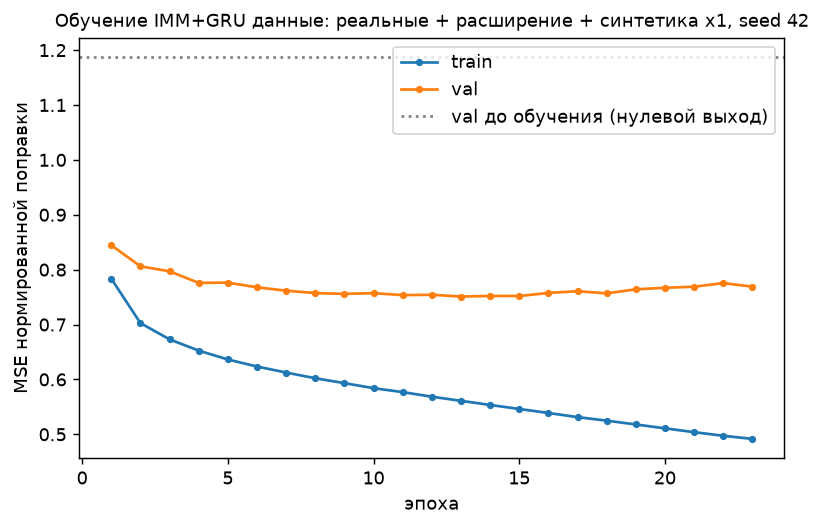 Обучение IMM+GRU данные: реальные + расширение + синтетика x1, seed 42
train
val
val до обучения (нулевой выход)
MSE нормированной поправки
1.2
1.1
1.0
0.9
0.8
0.7
0.6
0.5
0
5
10
15
20
эпоха